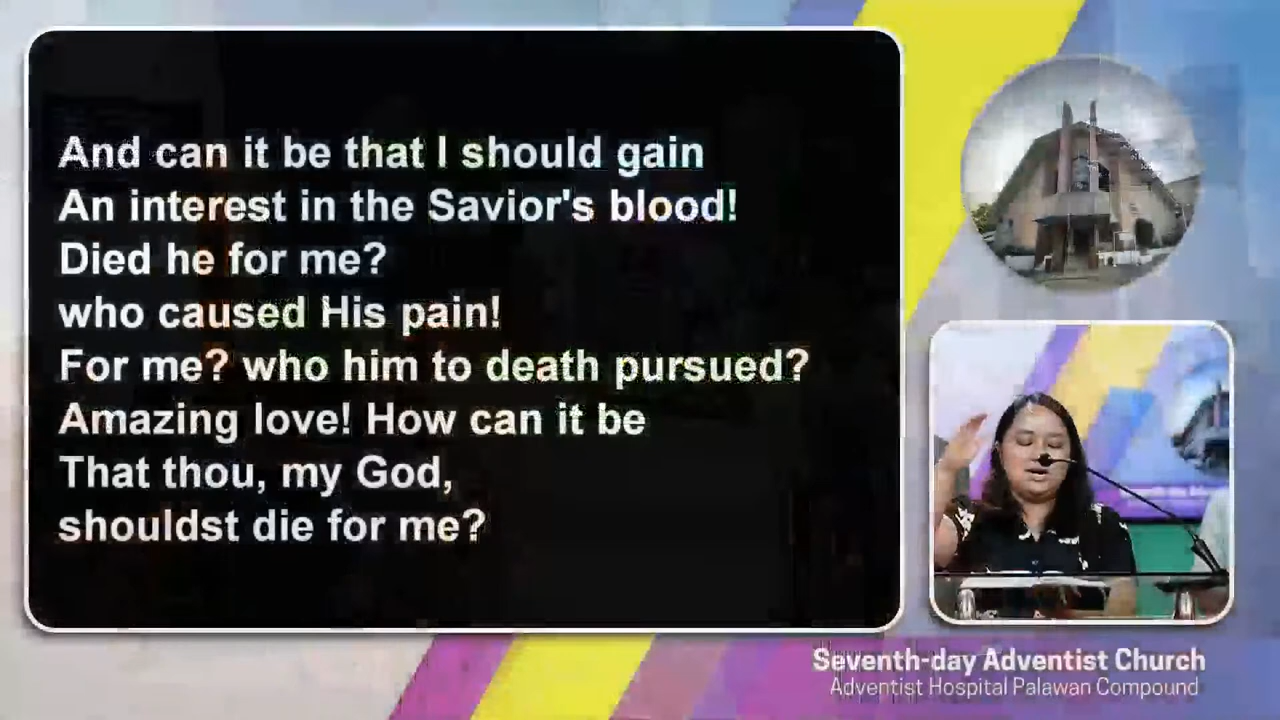 And can it be that I should gain
An interest in the Savior's blood!
Died he for me?
who caused His pain!
For me? who him to death pursued?
Amazing love! How can it be
That thou, my God,
shouldst die for me?
Seventh-day Adventist Church
Adventist Hospital Palawan Compound